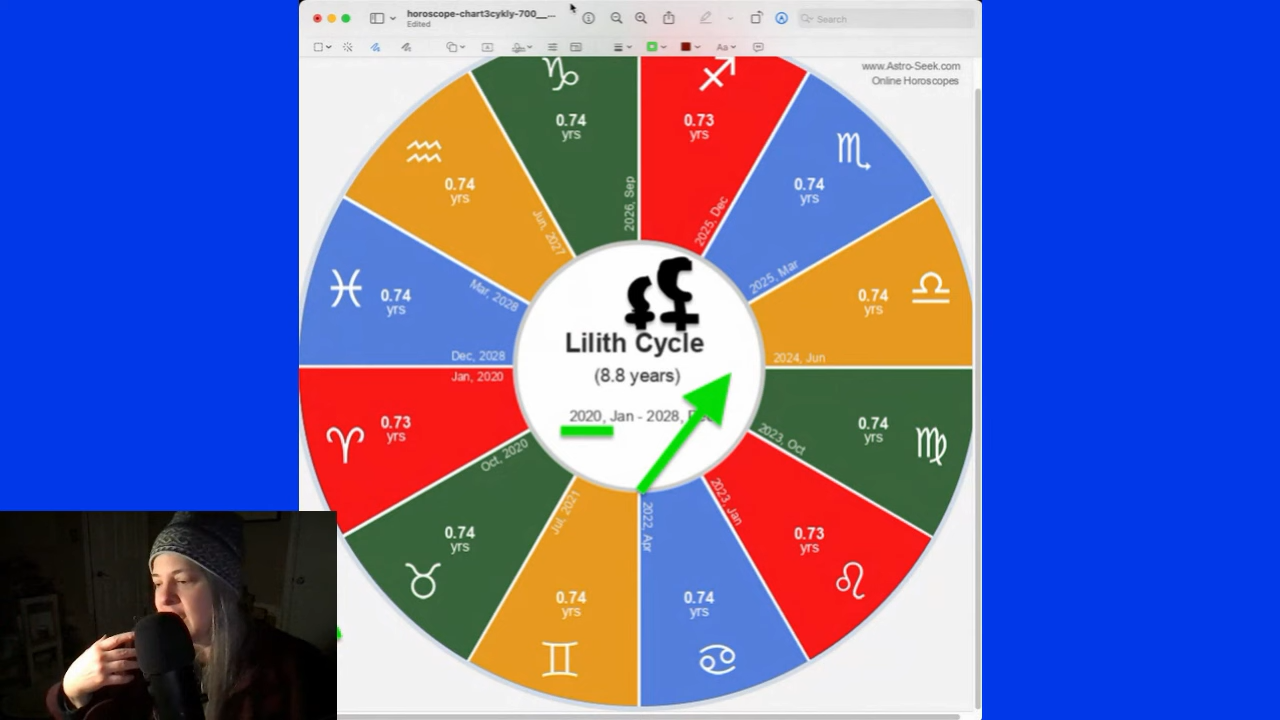 horoscope-chart3cykly-700__...
Edited
Search
Aa
www.Astro-Seek.com
Online Horoscopes
0.74
yrs
0.73
yrs
0.74
yrs
0.74
yrs
2026, Sep
2025, Dec
Jun, 2027
2025, Mar
0.74
yrs
0.74
yrs
Mar, 2028
Lilith Cycle
Dec, 2028
2024, Jun
Jan, 2020
(8.8 years)
2020, Jan - 2028,
0.73
yrs
0.74
yrs
Oct, 2020
2023, Oct
Jul, 2021
2022, Apr
2023, Jan
0.74
yrs
0.73
yrs
0.74
yrs
0.74
yrs